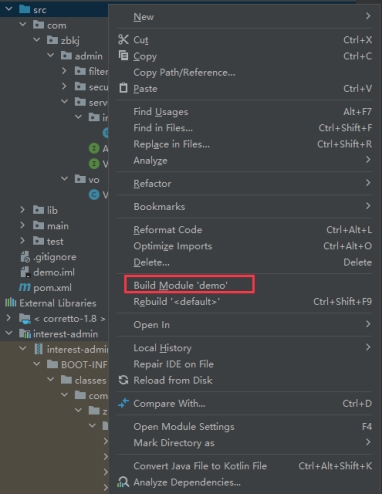 src
com
zbkj
admin
filter
secu
serv
in
A
V
vo
V
lib
main
test
.gitignore
demo.iml
pom.xml
External Libraries
< corretto-1.8 >
interest-admin
interest-admin
BOOT-INF
classes
com
z
New
Cut Ctrl+X
Copy Ctrl+C
Copy Path/Reference...
Paste Ctrl+V
Find Usages Alt+F7
Find in Files... Ctrl+Shift+F
Replace in Files... Ctrl+Shift+R
Analyze
Refactor
Bookmarks
Reformat Code Ctrl+Alt+L
Optimize Imports Ctrl+Alt+O
Delete... Delete
Build Module 'demo'
Rebuild '<default>' Ctrl+Shift+F9
Open In
Local History
Repair IDE on File
Reload from Disk
Compare With... Ctrl+D
Open Module Settings F4
Mark Directory as
Convert Java File to Kotlin File Ctrl+Alt+Shift+K
Analyze Dependencies...